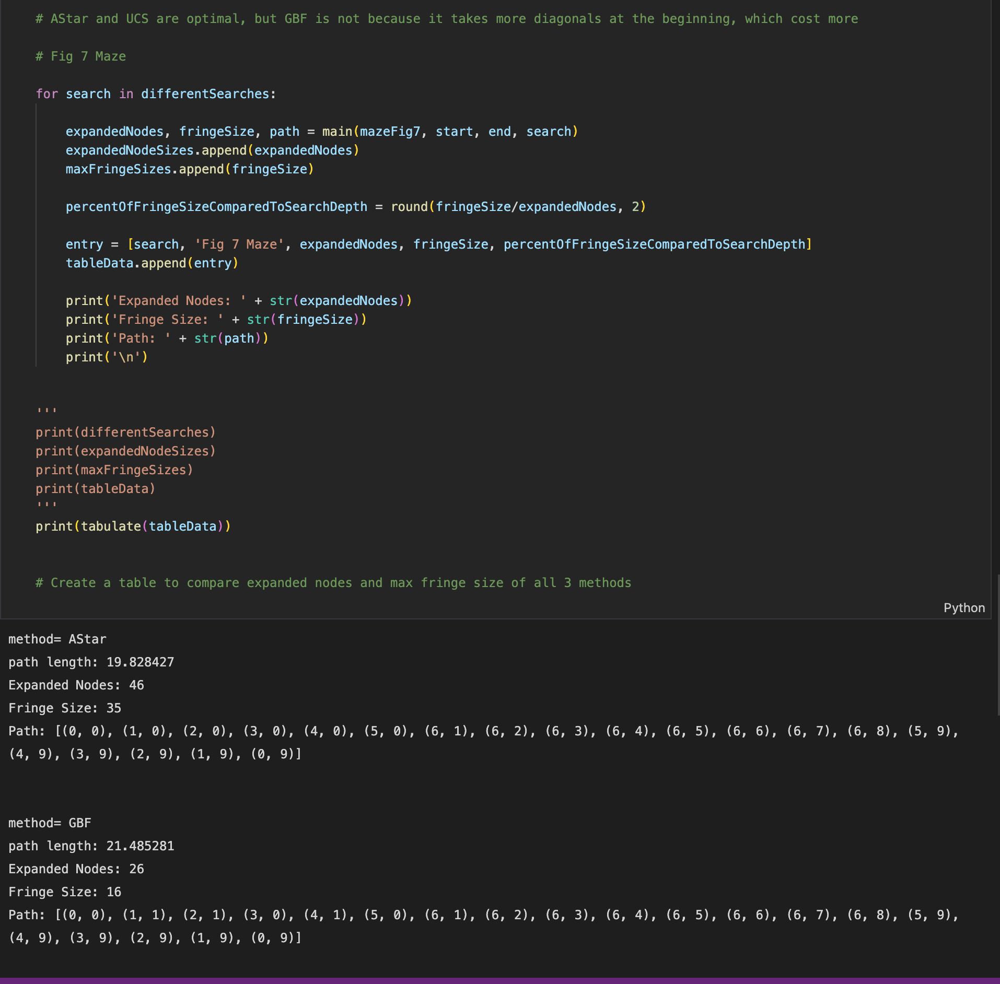 # AStar and UCS are optimal, but GBF is not because it takes more diagonals at the beginning, which cost more
# Fig 7 Maze
for search in differentSearches:
expandedNodes, fringeSize, path = main(mazeFig7, start, end, search)
expandedNodeSizes.append(expandedNodes)
maxFringeSizes.append(fringeSize)
percentOfFringeSizeComparedToSearchDepth = round(fringeSize/expandedNodes, 2)
entry = [search, 'Fig 7 Maze', expandedNodes, fringeSize, percentOfFringeSizeComparedToSearchDepth]
tableData.append(entry)
print('Expanded Nodes: ' + str(expandedNodes))
print('Fringe Size: ' + str(fringeSize))
print('Path: ' + str(path))
print('\n')
'''
print(differentSearches)
print(expandedNodeSizes)
print(maxFringeSizes)
print(tableData)
'''
print(tabulate(tableData))
# Create a table to compare expanded nodes and max fringe size of all 3 methods
Python
method= AStar
path length: 19.828427
Expanded Nodes: 46
Fringe Size: 35
Path: [(0, 0), (1, 0), (2, 0), (3, 0), (4, 0), (5, 0), (6, 1), (6, 2), (6, 3), (6, 4), (6, 5), (6, 6), (6, 7), (6, 8), (5, 9),
(4, 9), (3, 9), (2, 9), (1, 9), (0, 9)]
method= GBF
path length: 21.485281
Expanded Nodes: 26
Fringe Size: 16
Path: [(0, 0), (1, 1), (2, 1), (3, 0), (4, 1), (5, 0), (6, 1), (6, 2), (6, 3), (6, 4), (6, 5), (6, 6), (6, 7), (6, 8), (5, 9),
(4, 9), (3, 9), (2, 9), (1, 9), (0, 9)]